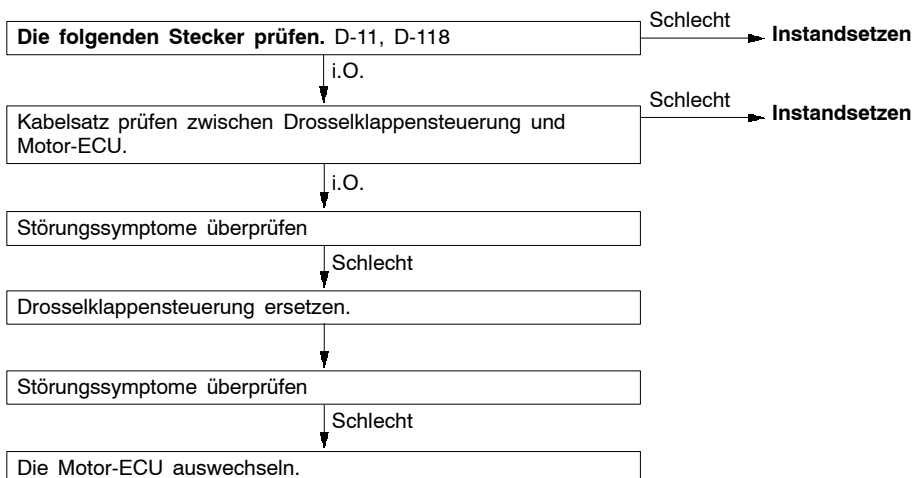 Die folgenden Stecker prüfen. D-11, D-118
Schlecht
Instandsetzen
i.O.
Kabelsatz prüfen zwischen Drosselklappensteuerung und
Motor-ECU.
Schlecht
Instandsetzen
i.O.
Störungssymptome überprüfen
Schlecht
Drosselklappensteuerung ersetzen.
Störungssymptome überprüfen
Schlecht
Die Motor-ECU auswechseln.